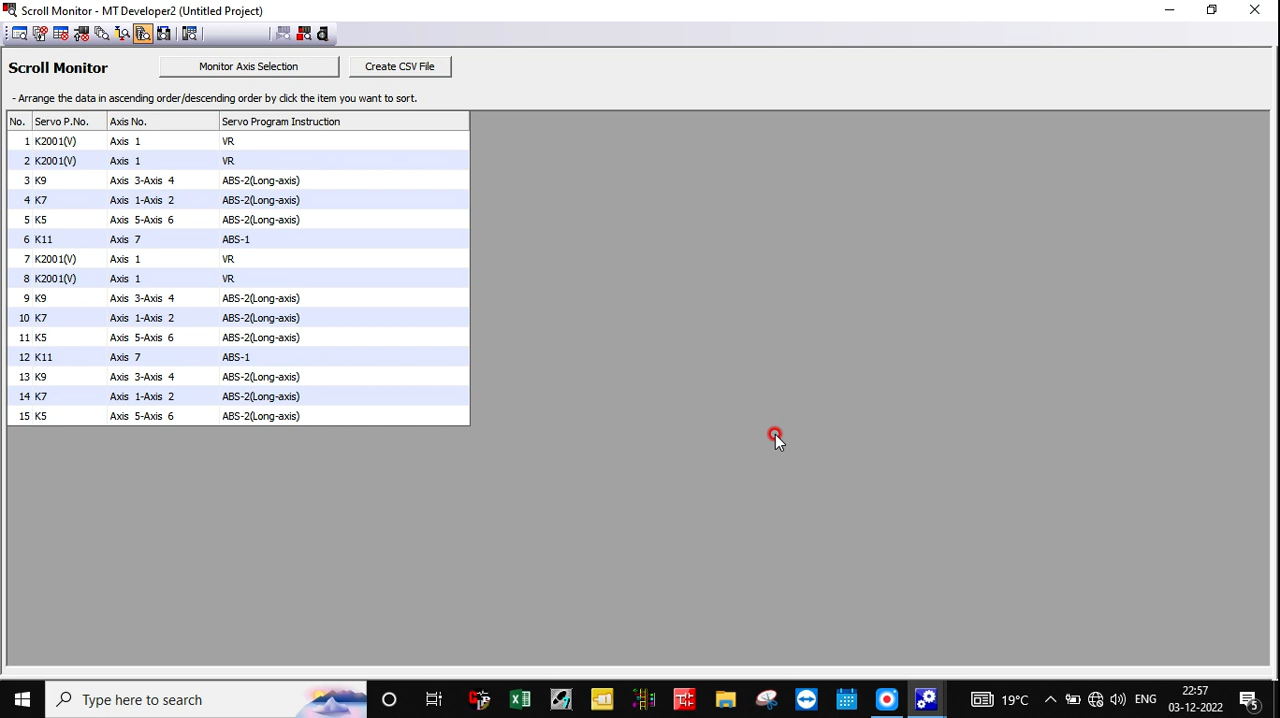 Scroll Monitor - MT Developer2 (Untitled Project)
Scroll Monitor Monitor Axis Selection Create CSV File
- Arrange the data in ascending order/descending order by click the item you want to sort.
No. Servo P.No. Axis No. Servo Program Instruction
1 K2001(V) Axis 1 VR
2 K2001(V) Axis 1 VR
3 K9 Axis 3-Axis 4 ABS-2(Long-axis)
4 K7 Axis 1-Axis 2 ABS-2(Long-axis)
5 K5 Axis 5-Axis 6 ABS-2(Long-axis)
6 K11 Axis 7 ABS-1
7 K2001(V) Axis 1 VR
8 K2001(V) Axis 1 VR
9 K9 Axis 3-Axis 4 ABS-2(Long-axis)
10 K7 Axis 1-Axis 2 ABS-2(Long-axis)
11 K5 Axis 5-Axis 6 ABS-2(Long-axis)
12 K11 Axis 7 ABS-1
13 K9 Axis 3-Axis 4 ABS-2(Long-axis)
14 K7 Axis 1-Axis 2 ABS-2(Long-axis)
15 K5 Axis 5-Axis 6 ABS-2(Long-axis)
Type here to search 19°C ENG 22:57 5
03-12-2022